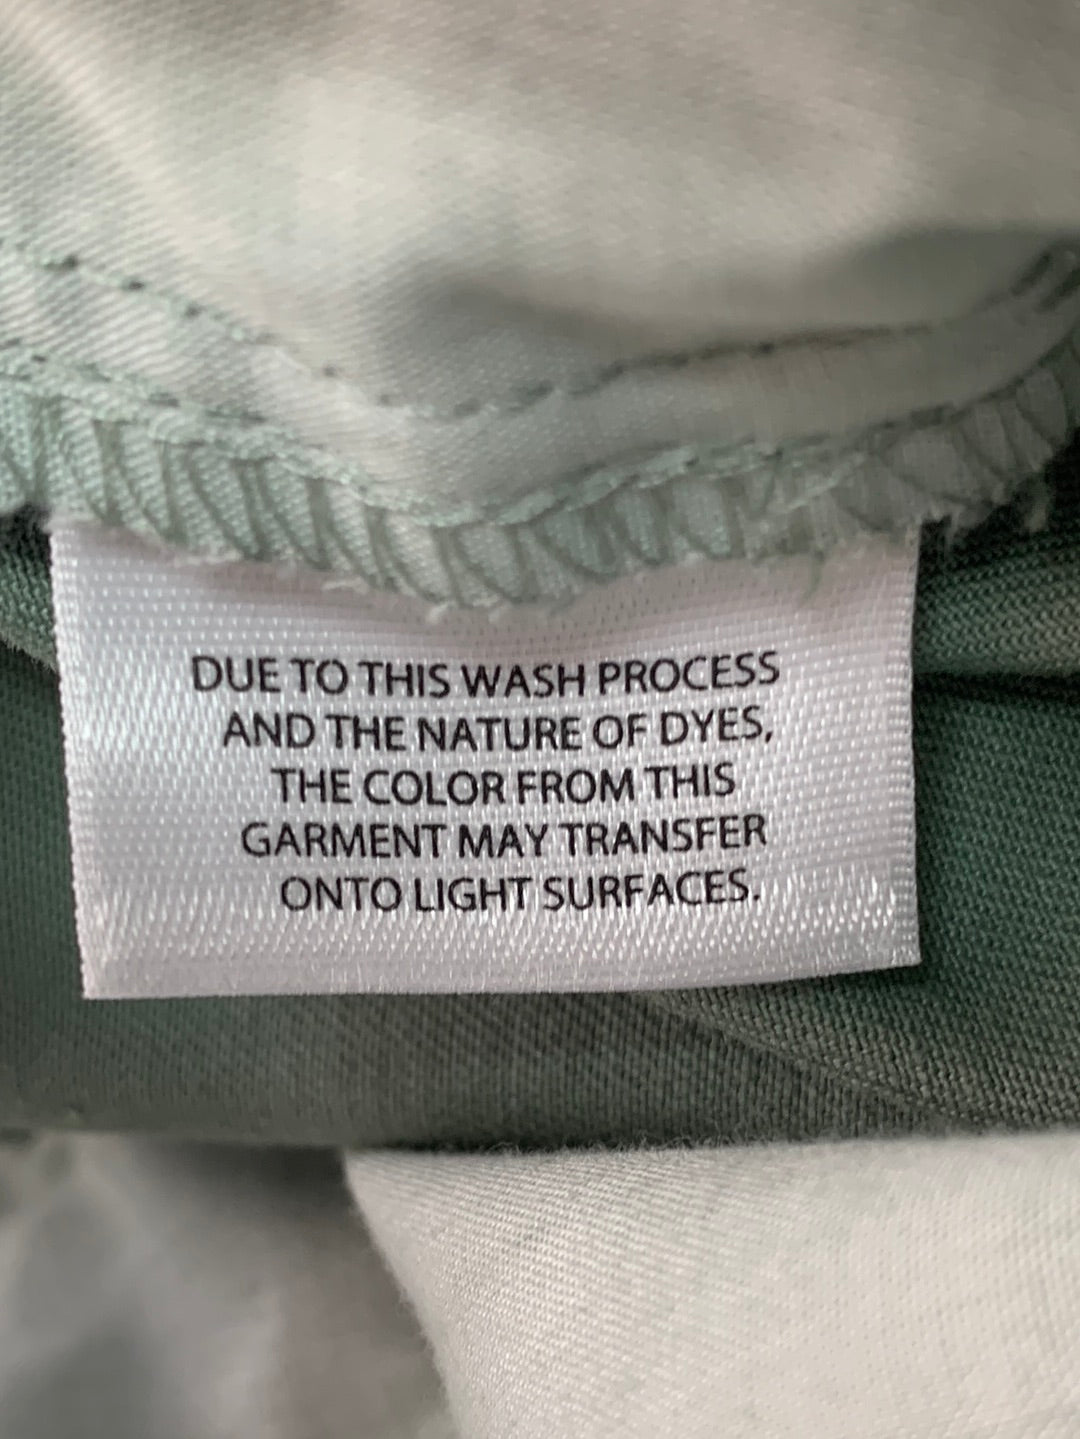 DUE TO THIS WASH PROCESS
AND THE NATURE OF DYES,
THE COLOR FROM THIS
GARMENT MAY TRANSFER
ONTO LIGHT SURFACES.